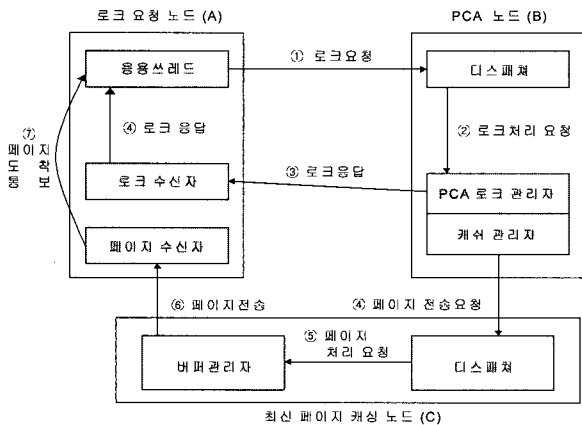 로크 요청 노드 (A)
PCA 노드 (B)
응용쓰레드
① 로크요청
디스패쳐
② 로크처리 요청
④ 로크 응답
⑦
페이지
도 착
통 보
③ 로크응답
로크 수신자
PCA 로크 관리자
페이지 수신자
캐쉬 관리자
⑥ 페이지전송
④ 페이지 전송요청
⑤ 페이지
처리 요청
버퍼관리자
디스패쳐
최신 페이지 캐싱 노드 (C)